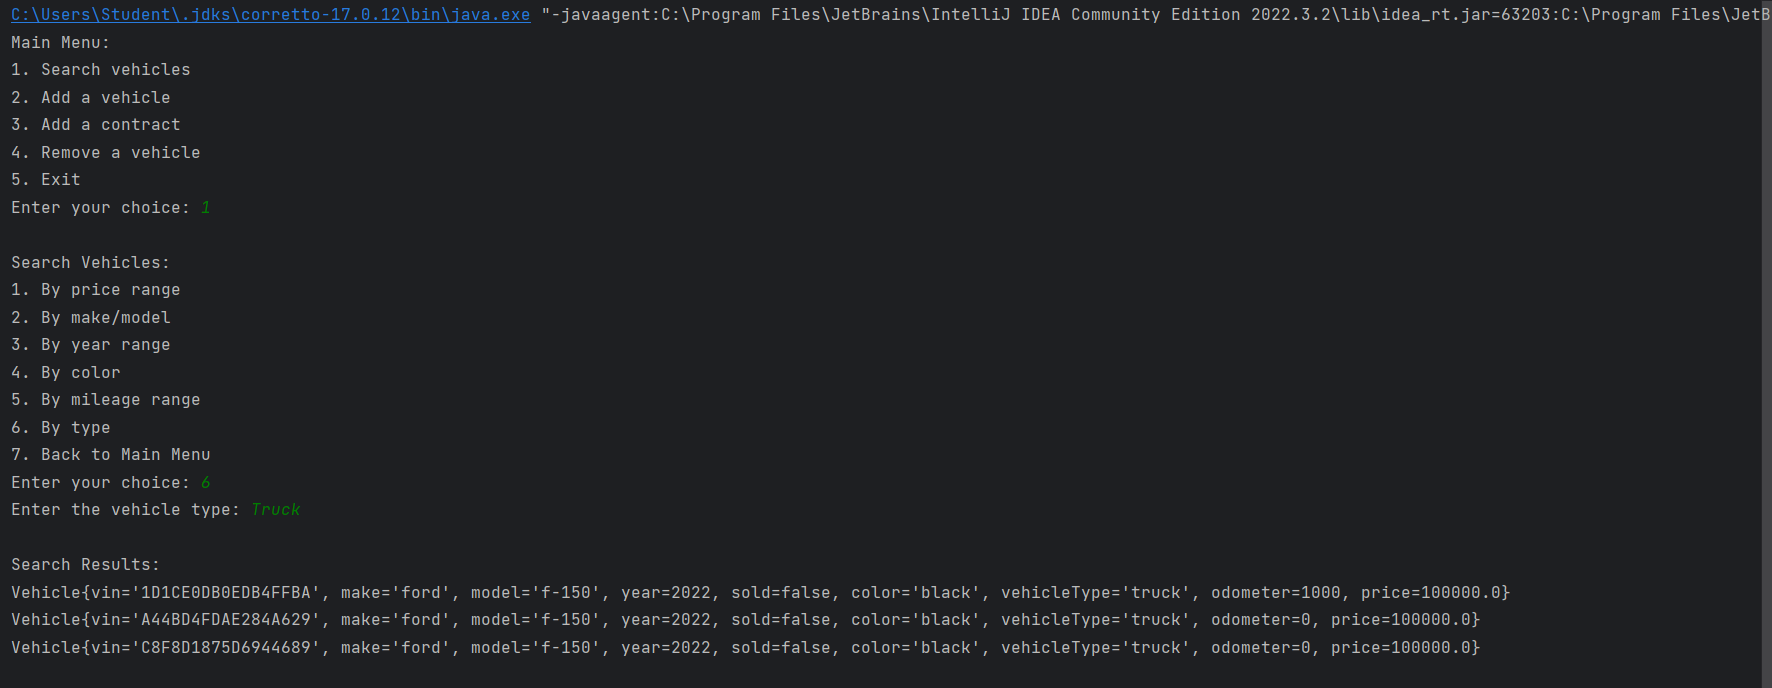 C:\Users\Student\.jdks\corretto-17.0.12\bin\java.exe "-javaagent:C:\Program Files\JetBrains\IntelliJ IDEA Community Edition 2022.3.2\lib\idea_rt.jar=63203:C:\Program Files\JetB
Main Menu:
1. Search vehicles
2. Add a vehicle
3. Add a contract
4. Remove a vehicle
5. Exit
Enter your choice: 1
Search Vehicles:
1. By price range
2. By make/model
3. By year range
4. By color
5. By mileage range
6. By type
7. Back to Main Menu
Enter your choice: 6
Enter the vehicle type: Truck
Search Results:
Vehicle{vin='1D1CE0DB0EDB4FFBA', make='ford', model='f-150', year=2022, sold=false, color='black', vehicleType='truck', odometer=1000, price=100000.0}
Vehicle{vin='A44BD4FDAE284A629', make='ford', model='f-150', year=2022, sold=false, color='black', vehicleType='truck', odometer=0, price=100000.0}
Vehicle{vin='C8F8D1875D6944689', make='ford', model='f-150', year=2022, sold=false, color='black', vehicleType='truck', odometer=0, price=100000.0}